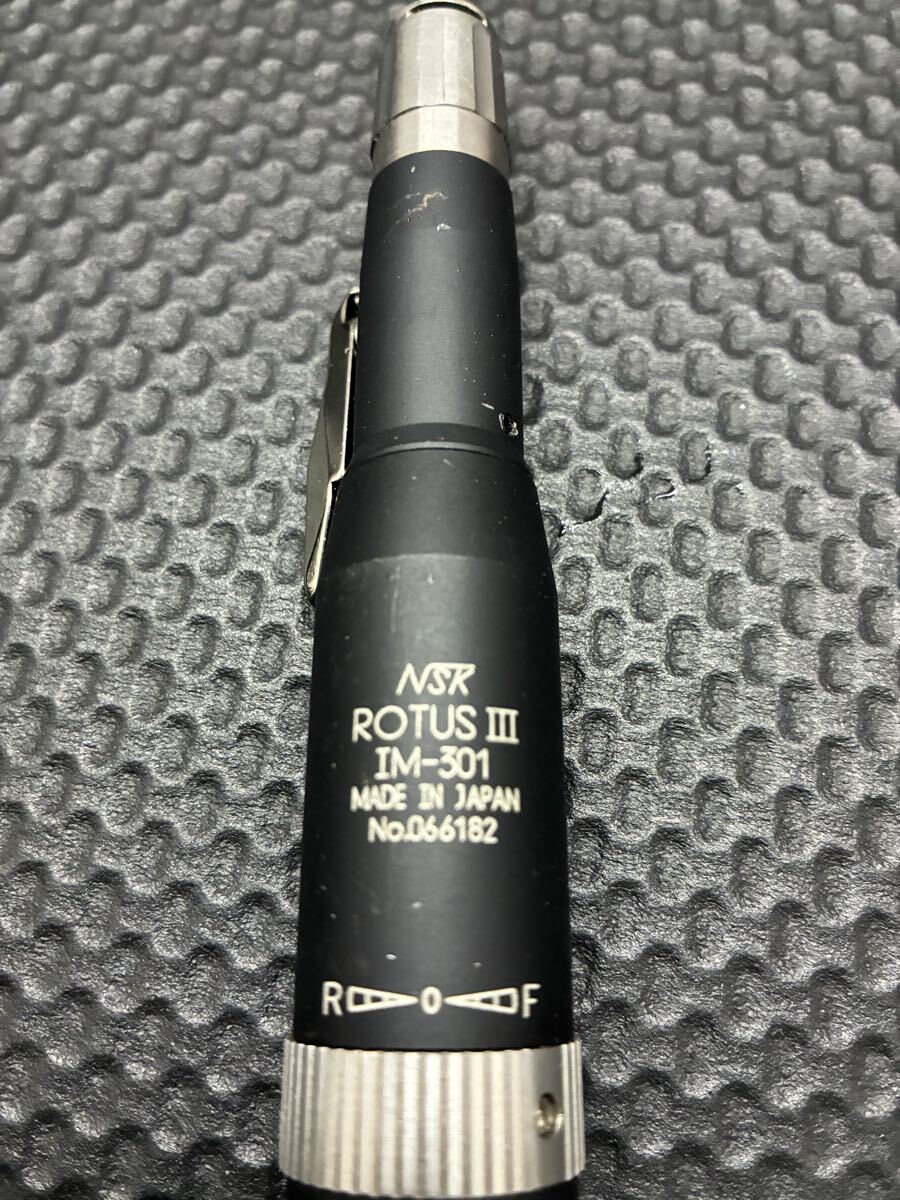 NSK
ROTUS III
IM-301
MADE IN JAPAN
No.066182
R 0 F